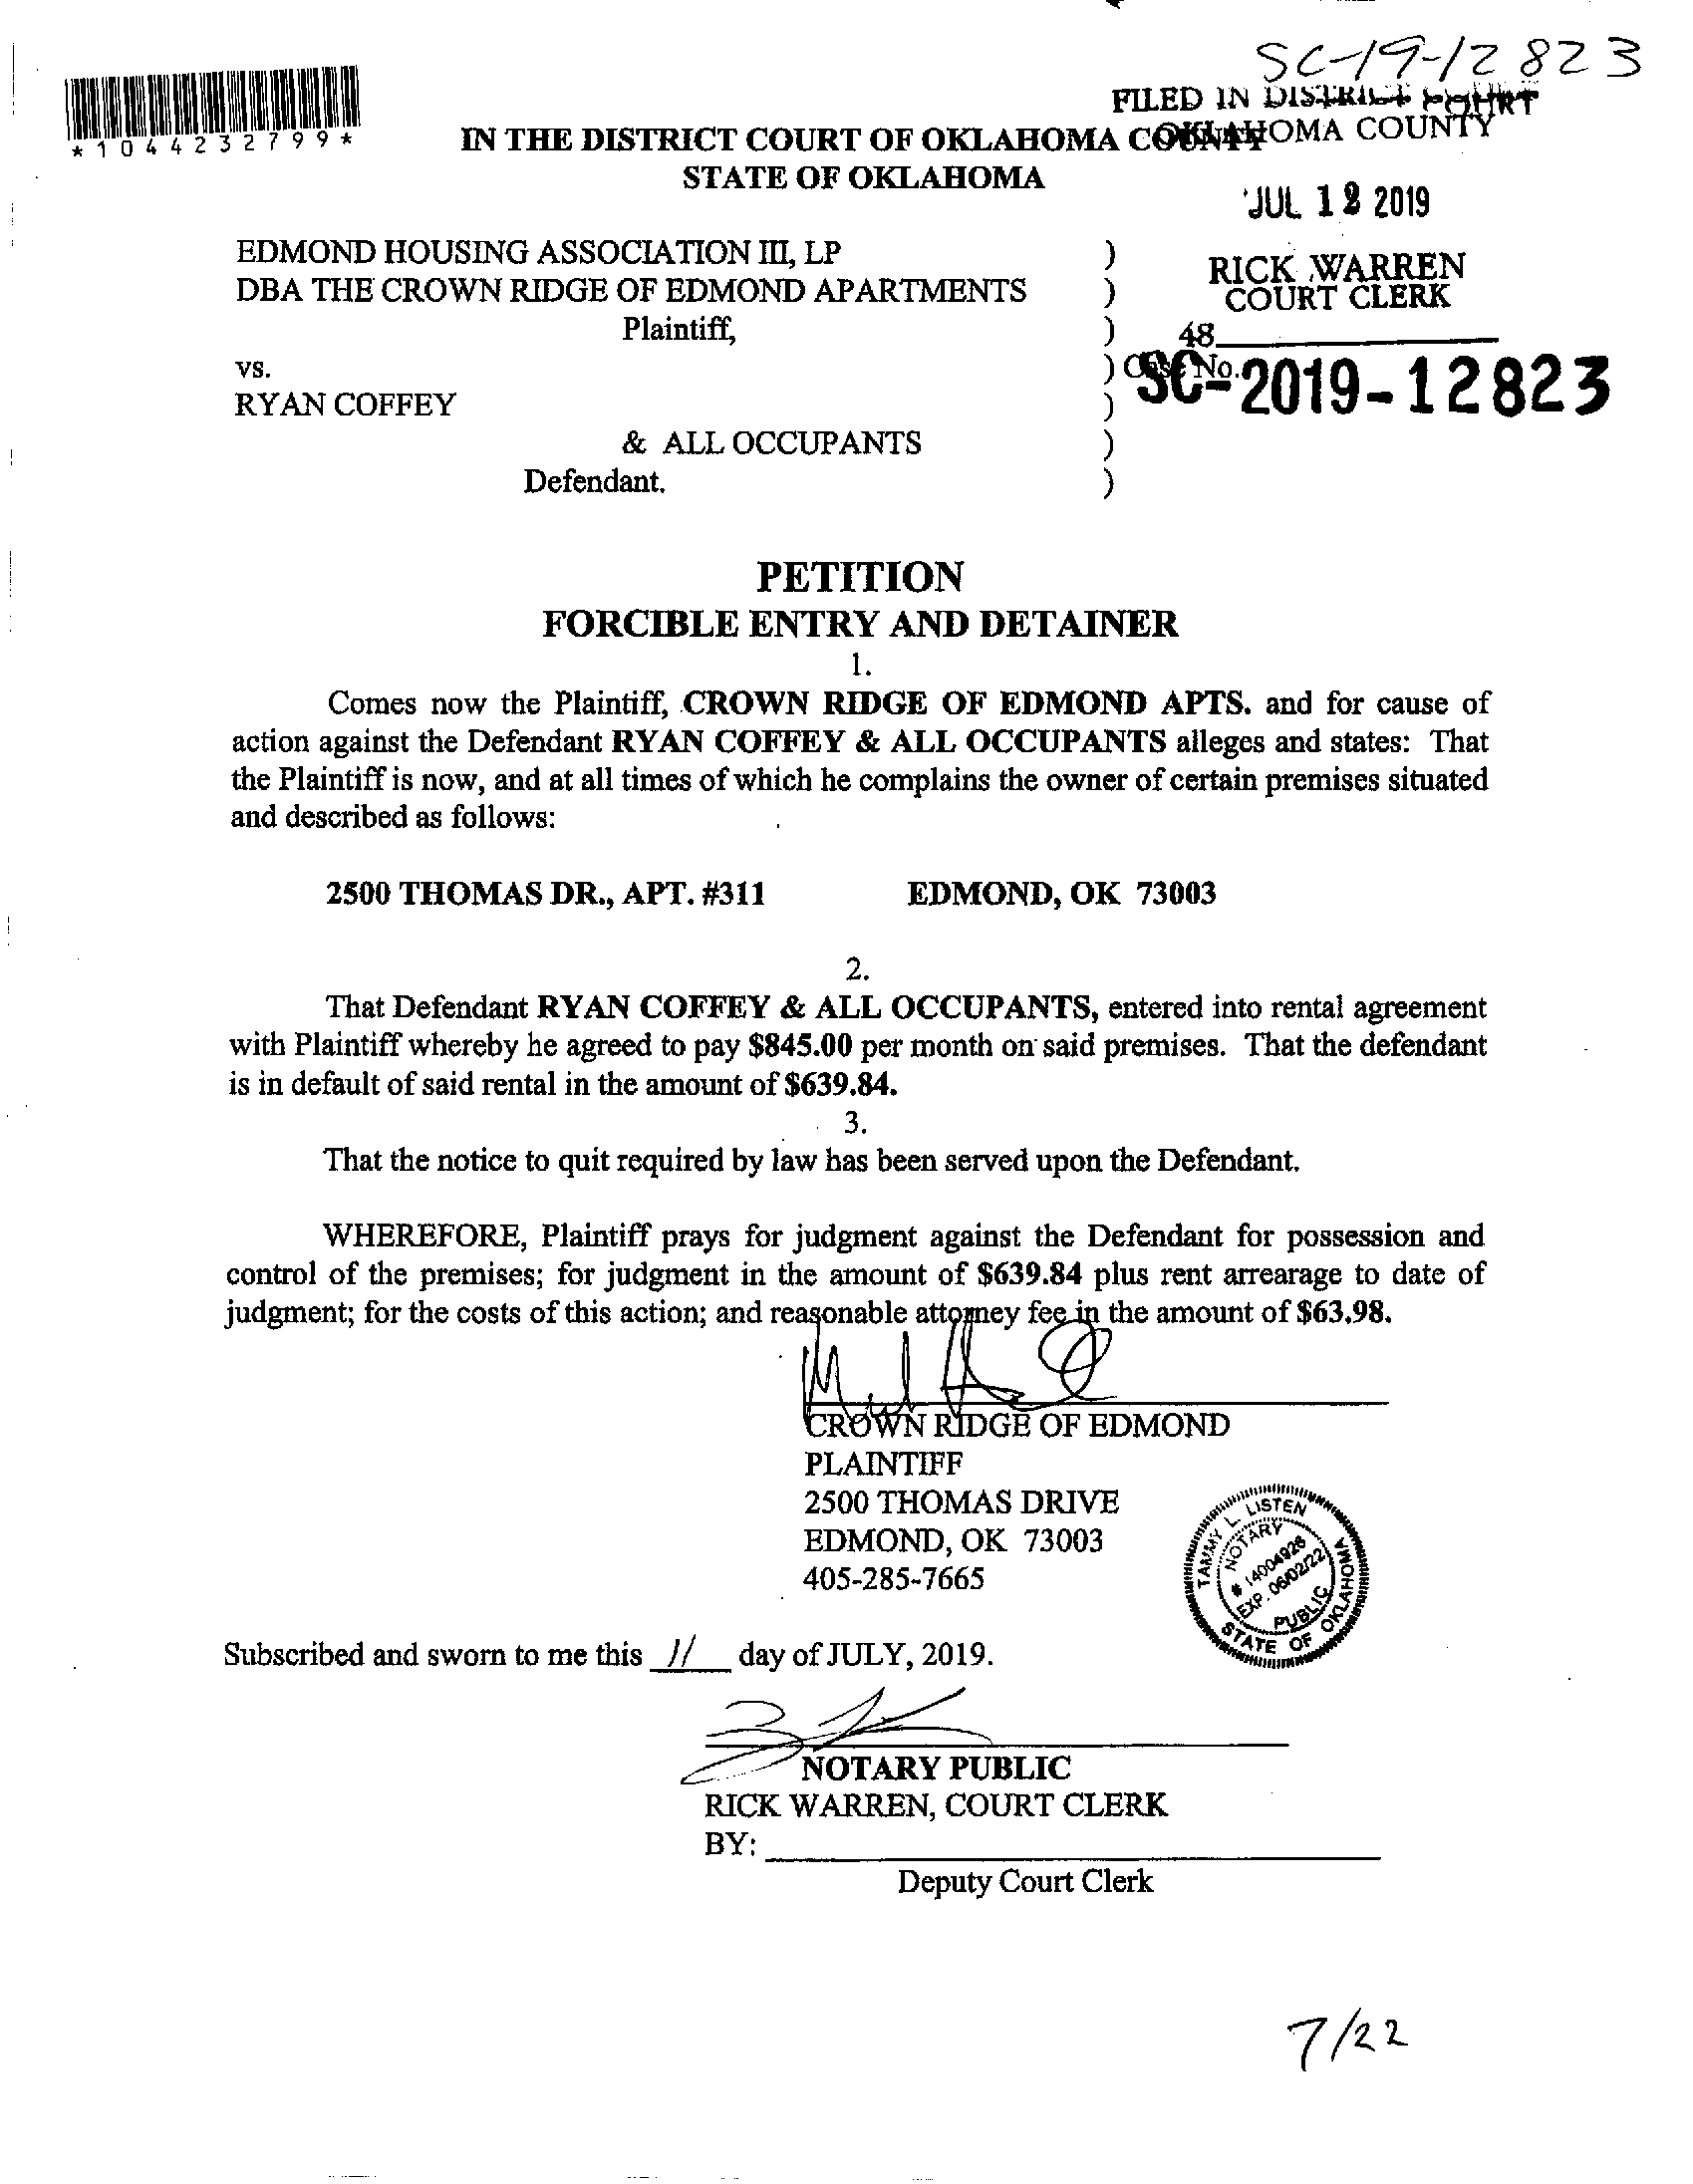 SC-19-12823
FILED IN DISTRICT COURT
OKLAHOMA COUNTY
*1044232799*
IN THE DISTRICT COURT OF OKLAHOMA COUNTY
STATE OF OKLAHOMA
JUL 12 2019
EDMOND HOUSING ASSOCIATION III, LP )
DBA THE CROWN RIDGE OF EDMOND APARTMENTS )
RICK WARREN
COURT CLERK
Plaintiff, )
48
vs. ) Case No.
SC-2019-12823
RYAN COFFEY )
& ALL OCCUPANTS )
Defendant. )
PETITION
FORCIBLE ENTRY AND DETAINER
1.
Comes now the Plaintiff, CROWN RIDGE OF EDMOND APTS. and for cause of
action against the Defendant RYAN COFFEY & ALL OCCUPANTS alleges and states: That
the Plaintiff is now, and at all times of which he complains the owner of certain premises situated
and described as follows:
2500 THOMAS DR., APT. #311 EDMOND, OK 73003
2.
That Defendant RYAN COFFEY & ALL OCCUPANTS, entered into rental agreement
with Plaintiff whereby he agreed to pay $845.00 per month on said premises. That the defendant
is in default of said rental in the amount of $639.84.
3.
That the notice to quit required by law has been served upon the Defendant.
WHEREFORE, Plaintiff prays for judgment against the Defendant for possession and
control of the premises; for judgment in the amount of $639.84 plus rent arrearage to date of
judgment; for the costs of this action; and reasonable attorney fee in the amount of $63.98.
CROWN RIDGE OF EDMOND
PLAINTIFF
2500 THOMAS DRIVE
EDMOND, OK 73003
405-285-7665
TAMMY L. LISTEN
NOTARY
# 14004926
EXP. 06/02/22
PUBLIC
STATE OF OKLAHOMA
Subscribed and sworn to me this 11 day of JULY, 2019.
NOTARY PUBLIC
RICK WARREN, COURT CLERK
BY:
Deputy Court Clerk
7/22